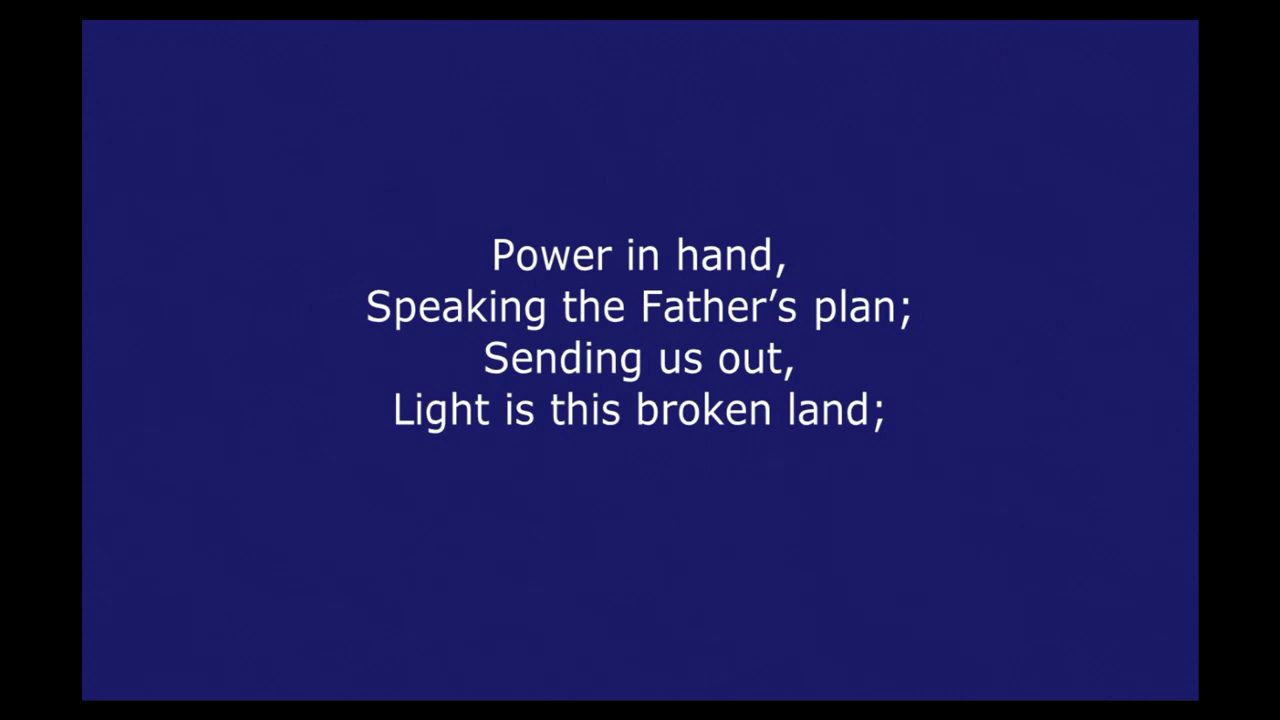 Power in hand,
Speaking the Father’s plan;
Sending us out,
Light is this broken land;